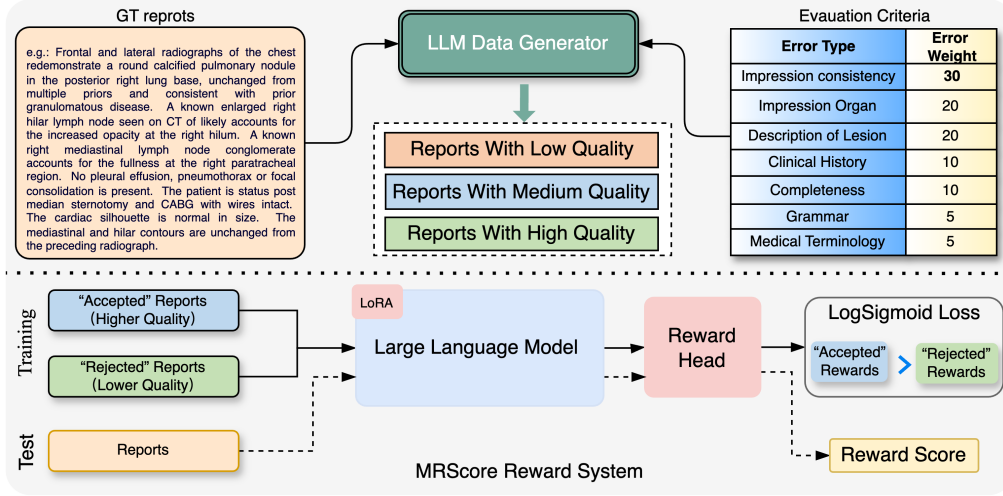 GT reprots
e.g.: Frontal and lateral radiographs of the chest
redemonstrate a round calcified pulmonary nodule
in the posterior right lung base, unchanged from
multiple priors and consistent with prior
granulomatous disease. A known enlarged right
hilar lymph node seen on CT of likely accounts for
the increased opacity at the right hilum. A known
right mediastinal lymph node conglomerate
accounts for the fullness at the right paratracheal
region. No pleural effusion, pneumothorax or focal
consolidation is present. The patient is status post
median sternotomy and CABG with wires intact.
The cardiac silhouette is normal in size. The
mediastinal and hilar contours are unchanged from
the preceding radiograph.
LLM Data Generator
Reports With Low Quality
Reports With Medium Quality
Reports With High Quality
Evauation Criteria
Error Type Error Weight
Impression consistency 30
Impression Organ 20
Description of Lesion 20
Clinical History 10
Completeness 10
Grammar 5
Medical Terminology 5
Training
"Accepted" Reports
(Higher Quality)
"Rejected" Reports
(Lower Quality)
LoRA
Large Language Model
Reward
Head
LogSigmoid Loss
"Accepted"
Rewards
>
"Rejected"
Rewards
Test
Reports
Reward Score
MRScore Reward System